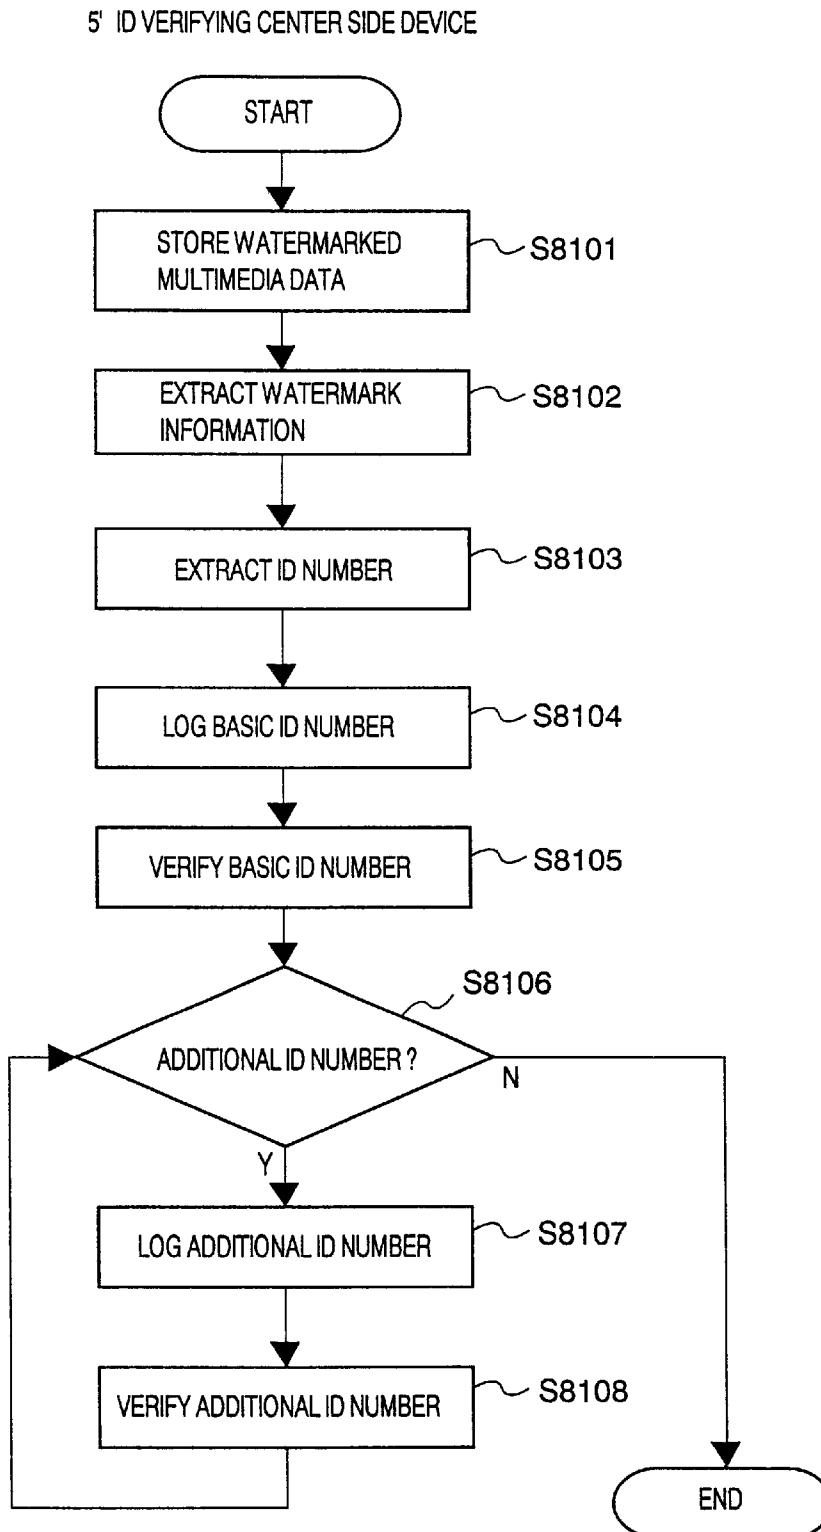 5' ID VERIFYING CENTER SIDE DEVICE
START
STORE WATERMARKED
MULTIMEDIA DATA
S8101
EXTRACT WATERMARK
INFORMATION
S8102
EXTRACT ID NUMBER
S8103
LOG BASIC ID NUMBER
S8104
VERIFY BASIC ID NUMBER
S8105
S8106
ADDITIONAL ID NUMBER ?
N
Y
LOG ADDITIONAL ID NUMBER
S8107
VERIFY ADDITIONAL ID NUMBER
S8108
END